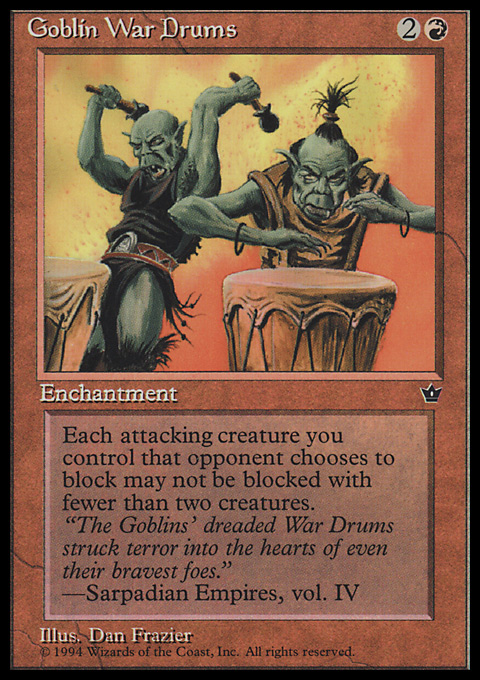 Goblin War Drums 2
Enchantment
Each attacking creature you
control that opponent chooses to
block may not be blocked with
fewer than two creatures.
“The Goblins’ dreaded War Drums
struck terror into the hearts of even
their bravest foes.”
—Sarpadian Empires, vol. IV
Illus. Dan Frazier
© 1994 Wizards of the Coast, Inc. All rights reserved.